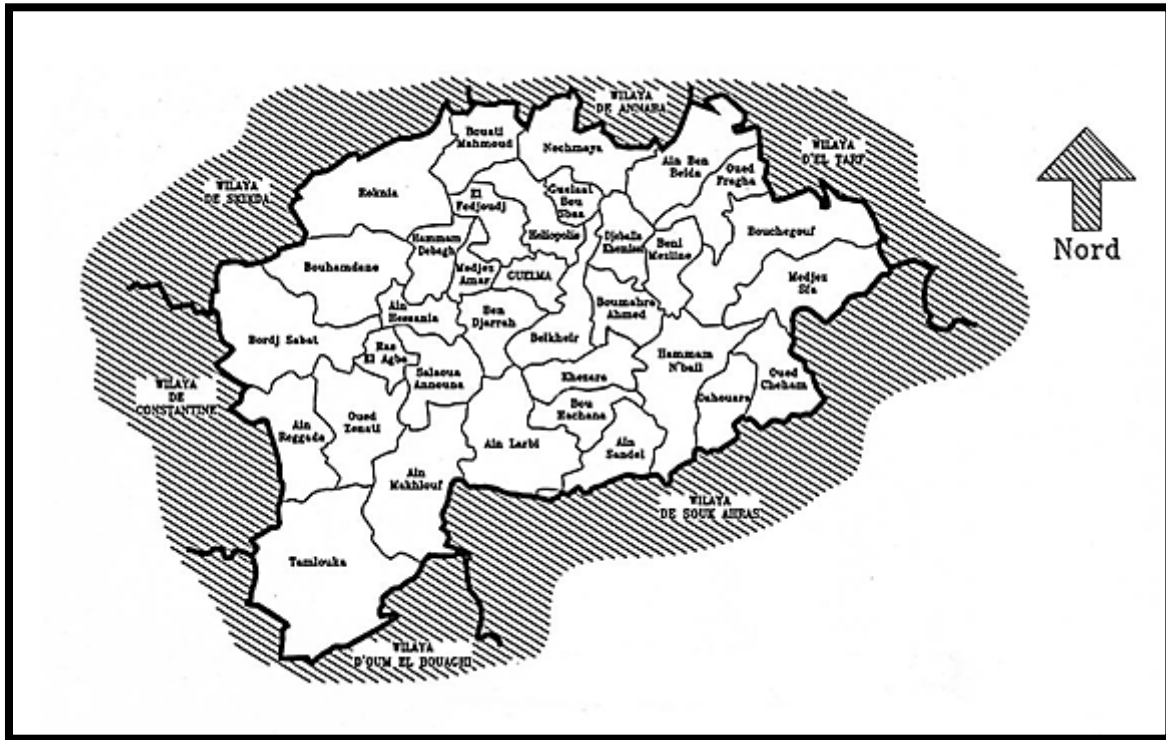 WILAYA
DE ANNABA
Bouati
Mahmoud
Nechmaya
WILAYA
D'EL TARF
Ain Ben
Beida
Oued
Fragha
WILAYA
DE SKIKDA
Roknia
El
Fedjoudj
Guelaat
Bou
Sbaa
Heliopolis
Djeballa
Khemissi
Beni
Mezline
Bouchegouf
Nord
Hammam
Debagh
Bouhamdane
Medjez
Amar
GUELMA
Medjez
Sfa
Ain
Hessania
Ben
Djarrah
Boumahra
Ahmed
Bordj Sabat
Ras
El Agba
Belkheir
Hammam
N'bail
Salaoua
Announa
Khezara
Oued
Cheham
WILAYA
DE
CONSTANTINE
Dahouara
Bou
Hachana
Oued
Zenati
Ain
Reggada
Ain Larbi
Ain
Sandel
Ain
Makhlouf
WILAYA
DE SOUK AHRAS
Tamlouka
WILAYA
D'OUM EL BOUAGHI